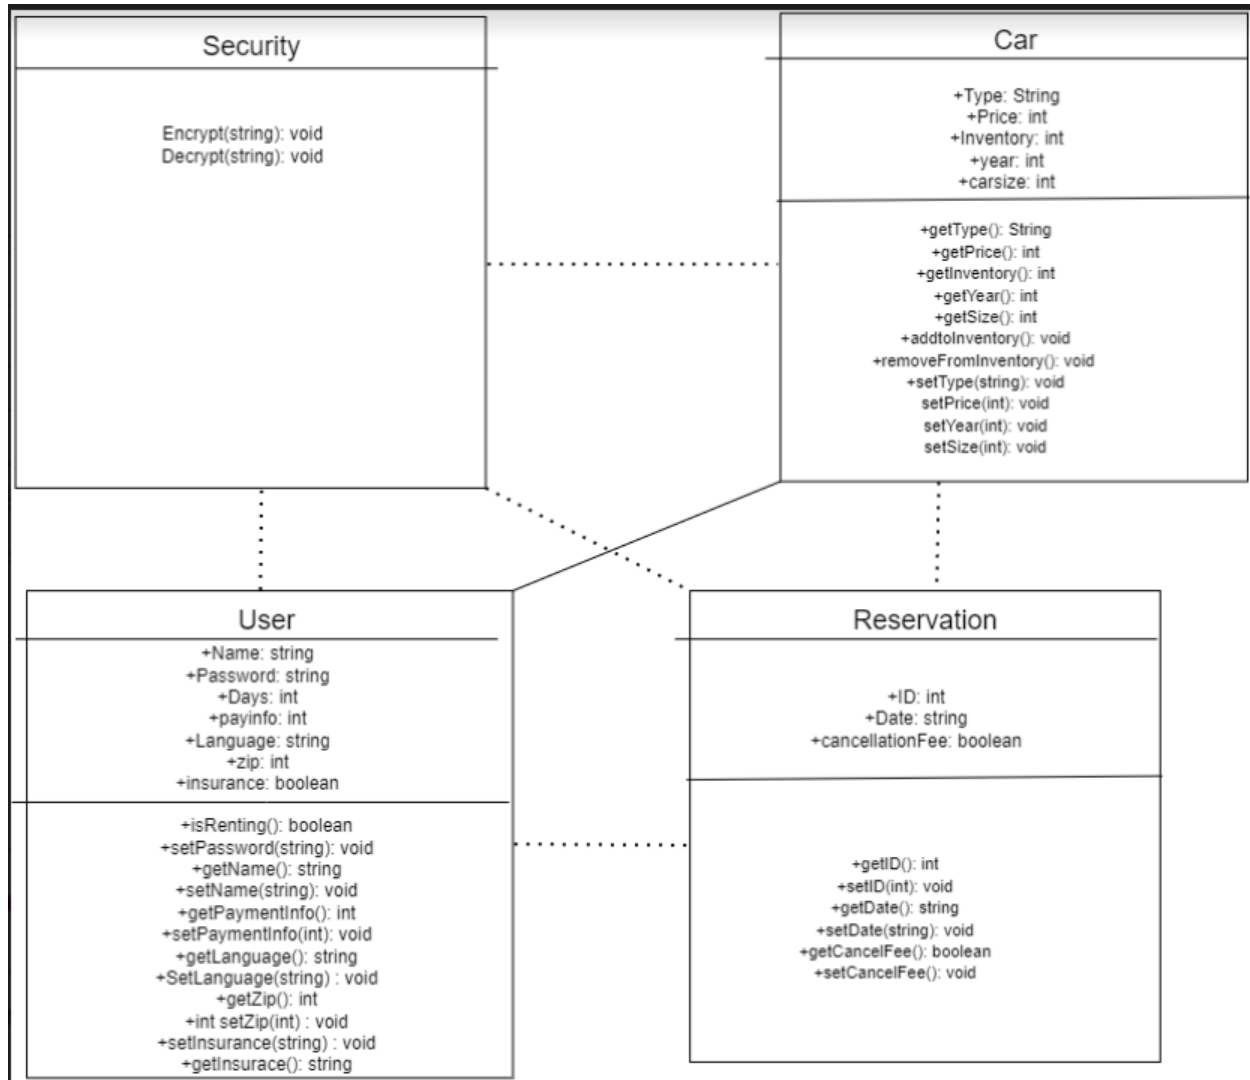 Security
Encrypt(string): void
Decrypt(string): void
Car
+Type: String
+Price: int
+Inventory: int
+year: int
+carsize: int
+getType(): String
+getPrice(): int
+getInventory(): int
+getYear(): int
+getSize(): int
+addtoInventory(): void
+removeFromInventory(): void
+setType(string): void
setPrice(int): void
setYear(int): void
setSize(int): void
User
+Name: string
+Password: string
+Days: int
+payinfo: int
+Language: string
+zip: int
+insurance: boolean
+isRenting(): boolean
+setPassword(string): void
+getName(): string
+setName(string): void
+getPaymentInfo(): int
+setPaymentInfo(int): void
+getLanguage(): string
+SetLanguage(string) : void
+getZip(): int
+int setZip(int) : void
+setInsurance(string) : void
+getInsurace(): string
Reservation
+ID: int
+Date: string
+cancellationFee: boolean
+getID(): int
+setID(int): void
+getDate(): string
+setDate(string): void
+getCancelFee(): boolean
+setCancelFee(): void